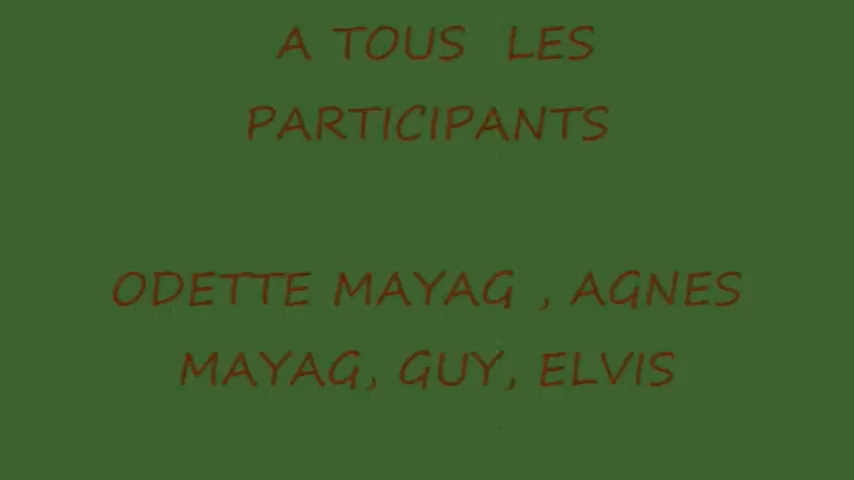 A TOUS LES
PARTICIPANTS
ODETTE MAYAG , AGNES
MAYAG, GUY, ELVIS